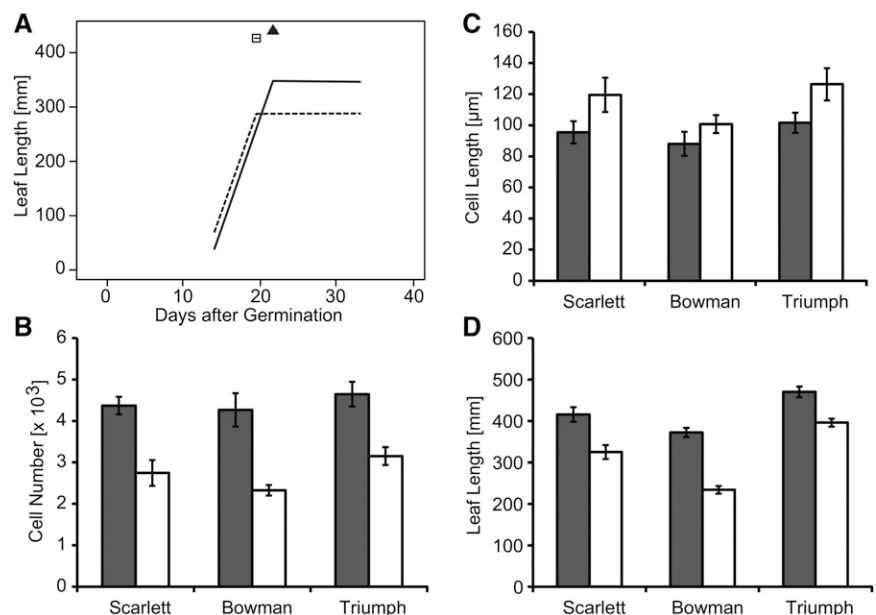 A
Leaf Length [mm]
400
300
200
100
0
0 10 20 30 40
Days after Germination
B
Cell Number [x 10³]
6
5
4
3
2
1
0
Scarlett Bowman Triumph
C
Cell Length [µm]
160
140
120
100
80
60
40
20
0
Scarlett Bowman Triumph
D
Leaf Length [mm]
600
500
400
300
200
100
0
Scarlett Bowman Triumph